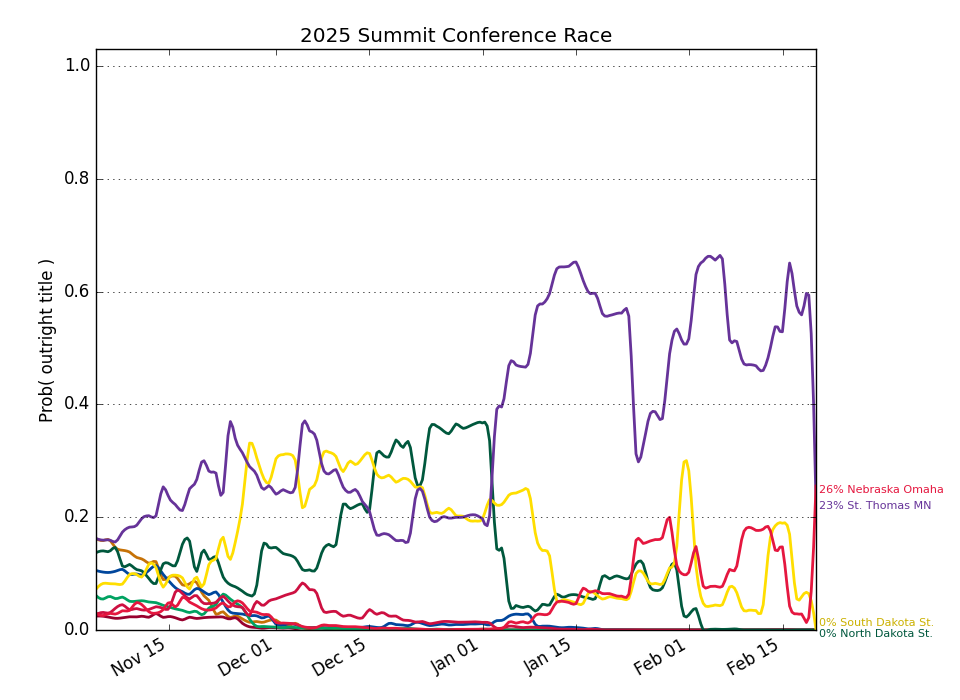 2025 Summit Conference Race
1.0
0.8
0.6
0.4
0.2
0.0
Prob( outright title )
26% Nebraska Omaha
23% St. Thomas MN
0% South Dakota St.
0% North Dakota St.
Nov 15
Dec 01
Dec 15
Jan 01
Jan 15
Feb 01
Feb 15